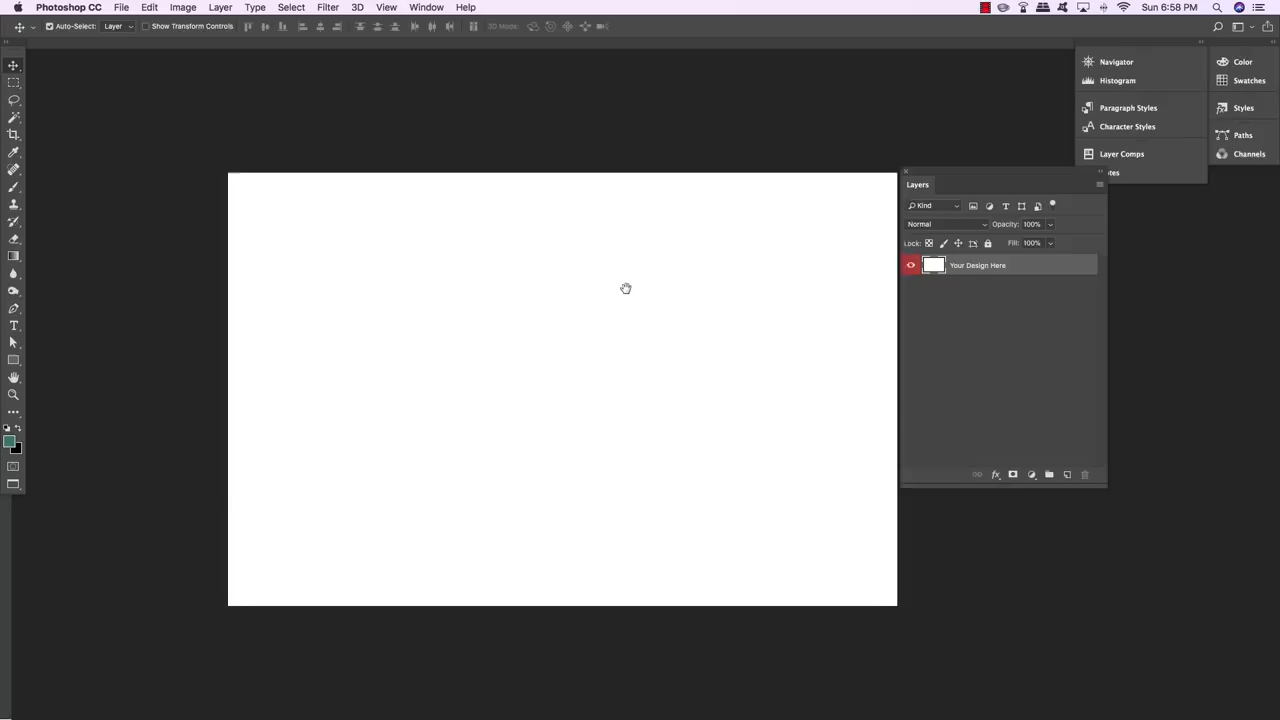 Photoshop CC File Edit Image Layer Type Select Filter 3D View Window Help Sun 6:58 PM
Auto-Select: Layer Show Transform Controls 3D Mode:
Navigator
Histogram
Paragraph Styles
Character Styles
Layer Comps
otes
Color
Swatches
Styles
Paths
Channels
Layers
Kind
Normal Opacity: 100%
Lock: Fill: 100%
Your Design Here